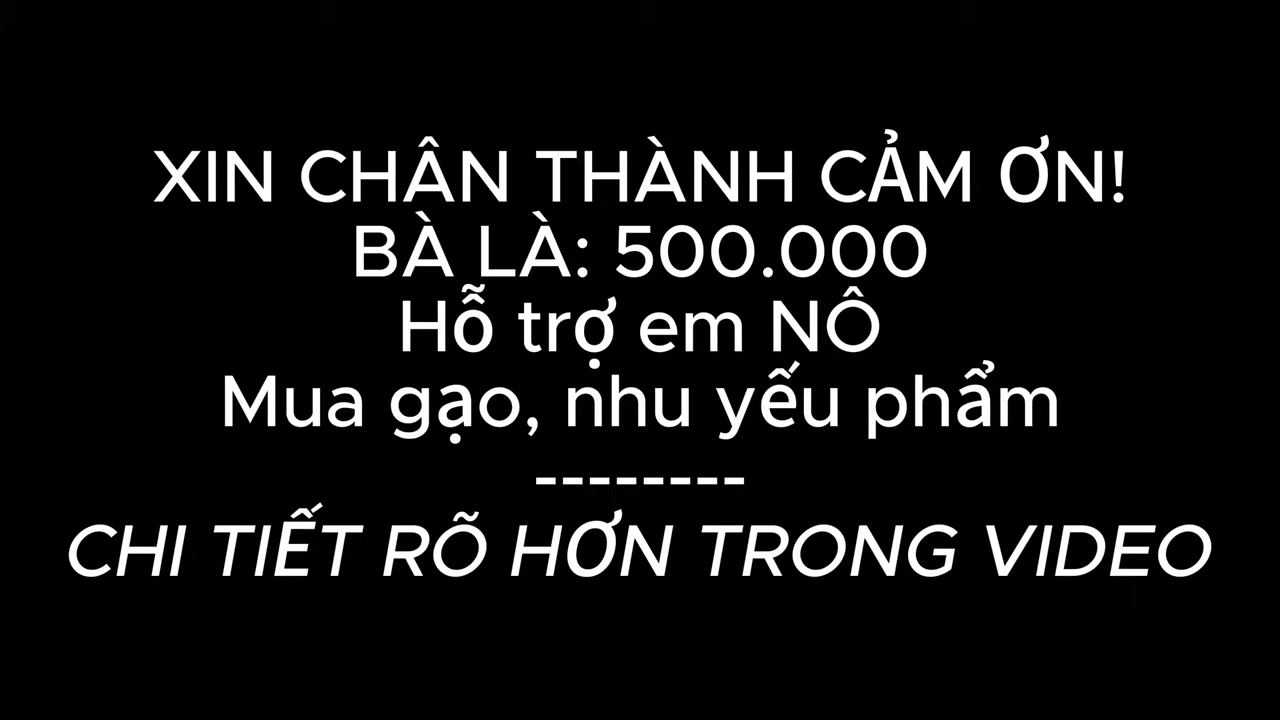 XIN CHÂN THÀNH CẢM ƠN!
BÀ LÀ: 500.000
Hỗ trợ em NÔ
Mua gạo, nhu yếu phẩm
--------
CHI TIẾT RÕ HƠN TRONG VIDEO